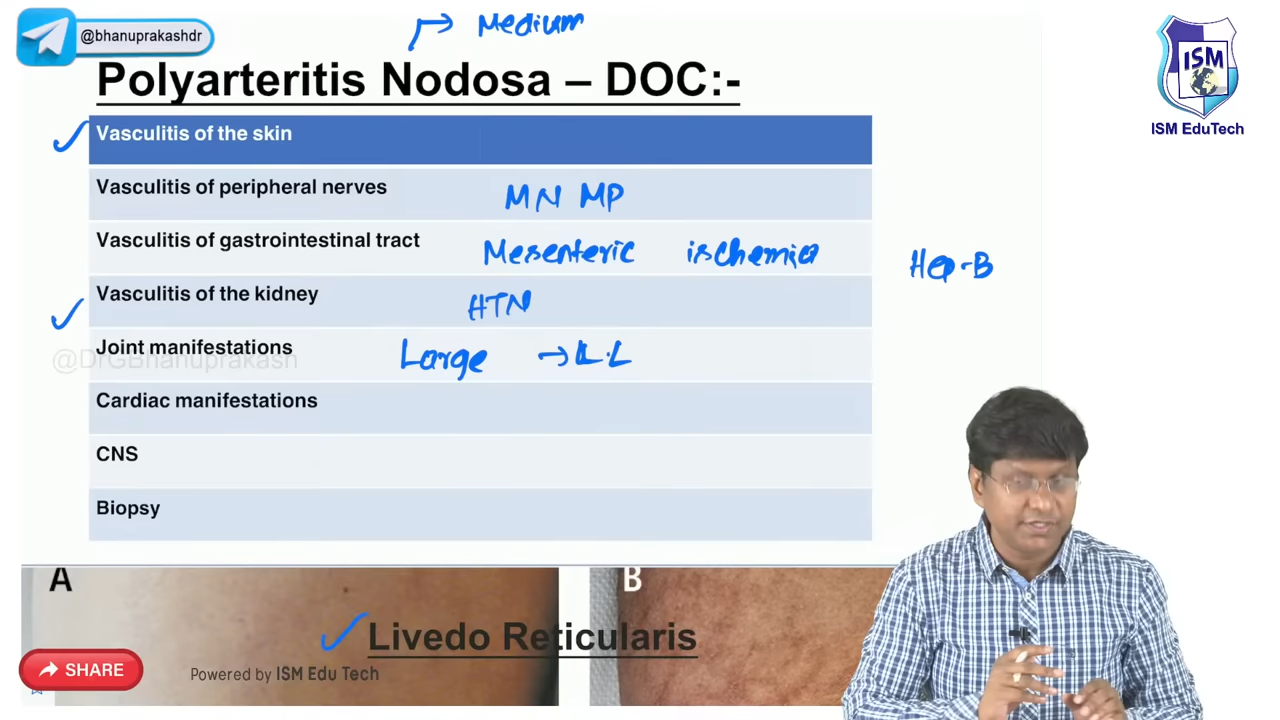 @bhanuprakashdr
Medium
Polyarteritis Nodosa – DOC:-
ISM
ISM EduTech
Vasculitis of the skin
Vasculitis of peripheral nerves MN MP
Vasculitis of gastrointestinal tract Mesenteric ischemia
Hep-B
Vasculitis of the kidney HTN
Joint manifestations Large → L.L
@DrGBhanuprakash
Cardiac manifestations
CNS
Biopsy
A
B
Livedo Reticularis
SHARE
Powered by ISM Edu Tech